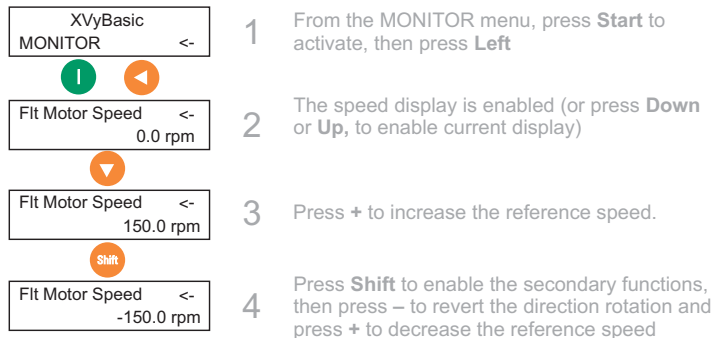 XVyBasic
MONITOR <-
1
From the MONITOR menu, press Start to
activate, then press Left
I
Flt Motor Speed <-
0.0 rpm
2
The speed display is enabled (or press Down
or Up, to enable current display)
Flt Motor Speed <-
150.0 rpm
3
Press + to increase the reference speed.
Shift
Flt Motor Speed <-
-150.0 rpm
4
Press Shift to enable the secondary functions,
then press – to revert the direction rotation and
press + to decrease the reference speed